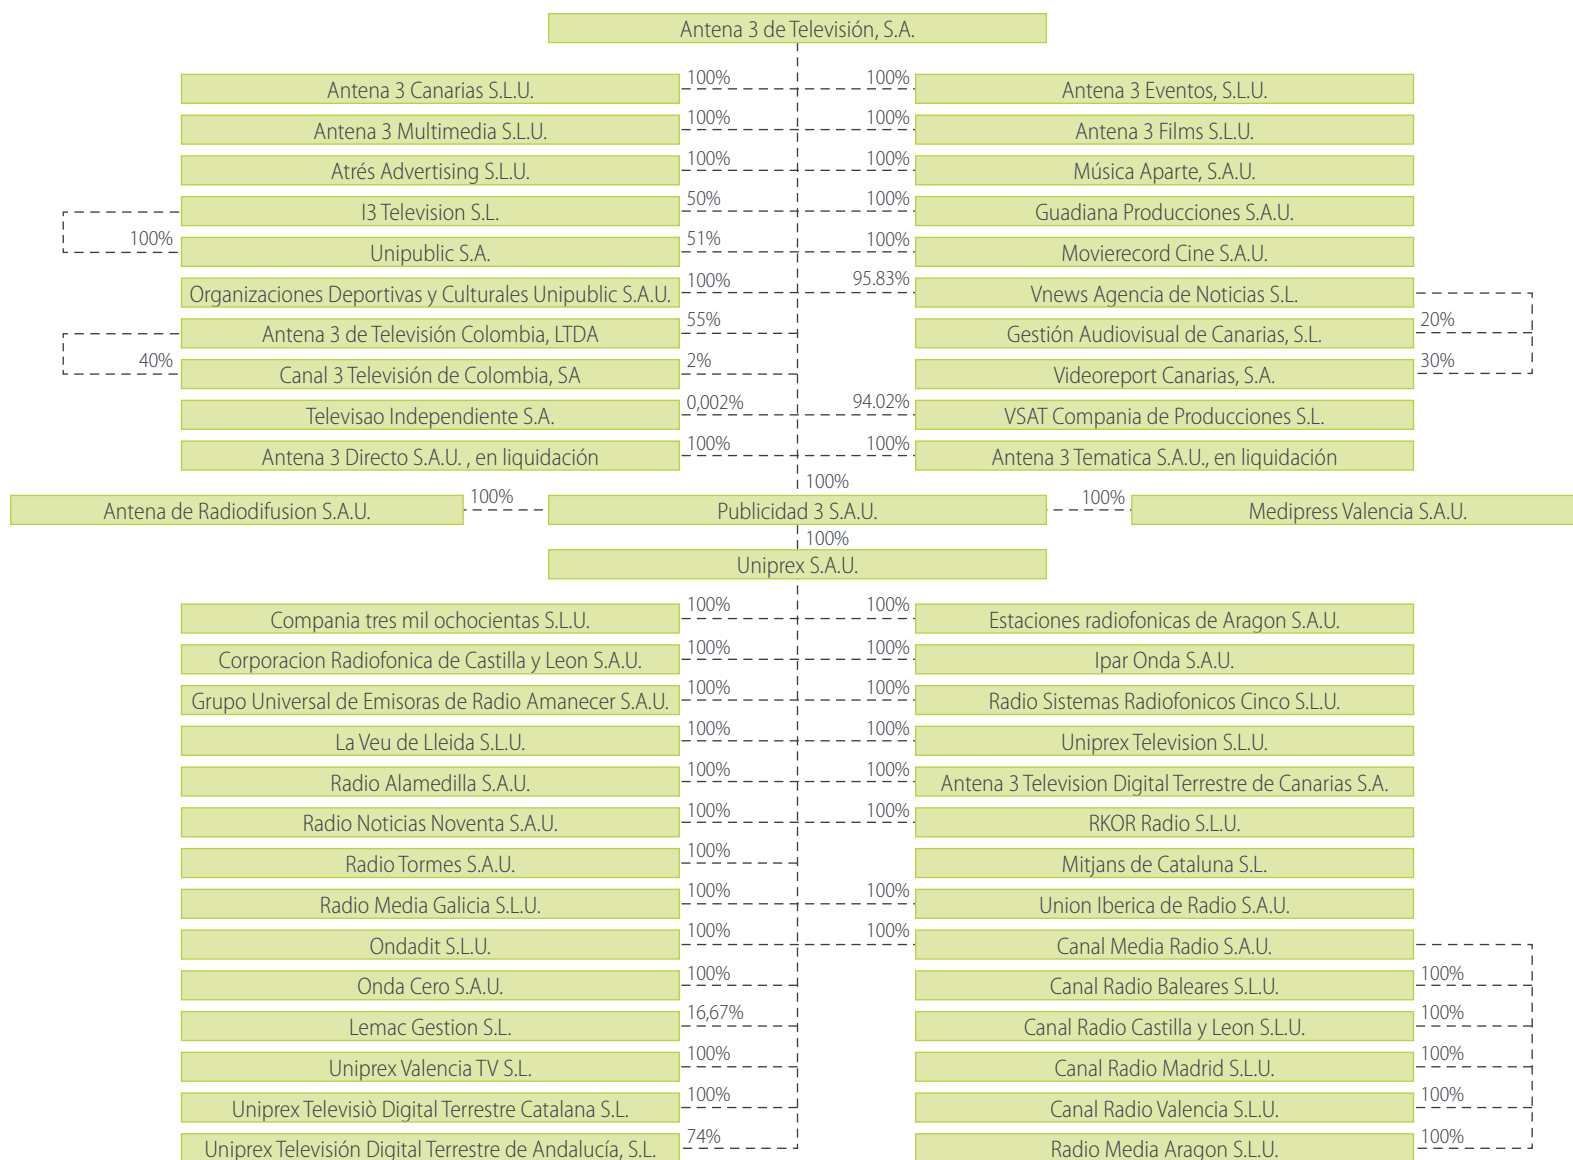 Antena 3 de Televisión, S.A.
Antena 3 Canarias S.L.U. 100% 100% Antena 3 Eventos, S.L.U.
Antena 3 Multimedia S.L.U. 100% 100% Antena 3 Films S.L.U.
Atrés Advertising S.L.U. 100% 100% Música Aparte, S.A.U.
I3 Television S.L. 50% 100% Guadiana Producciones S.A.U.
100% Unipublic S.A. 51% 100% Movierecord Cine S.A.U.
Organizaciones Deportivas y Culturales Unipublic S.A.U. 100% 95.83% Vnews Agencia de Noticias S.L.
Antena 3 de Televisión Colombia, LTDA 55% Gestión Audiovisual de Canarias, S.L. 20%
40% Canal 3 Televisión de Colombia, SA 2% Videoreport Canarias, S.A. 30%
Televisao Independiente S.A. 0,002% 94.02% VSAT Compania de Producciones S.L.
Antena 3 Directo S.A.U. , en liquidación 100% 100% Antena 3 Tematica S.A.U., en liquidación
100%
Antena de Radiodifusion S.A.U. 100% Publicidad 3 S.A.U. 100% Medipress Valencia S.A.U.
100%
Uniprex S.A.U.
Compania tres mil ochocientas S.L.U. 100% 100% Estaciones radiofonicas de Aragon S.A.U.
Corporacion Radiofonica de Castilla y Leon S.A.U. 100% 100% Ipar Onda S.A.U.
Grupo Universal de Emisoras de Radio Amanecer S.A.U. 100% 100% Radio Sistemas Radiofonicos Cinco S.L.U.
La Veu de Lleida S.L.U. 100% 100% Uniprex Television S.L.U.
Radio Alamedilla S.A.U. 100% 100% Antena 3 Television Digital Terrestre de Canarias S.A.
Radio Noticias Noventa S.A.U. 100% 100% RKOR Radio S.L.U.
Radio Tormes S.A.U. 100% Mitjans de Cataluna S.L.
Radio Media Galicia S.L.U. 100% 100% Union Iberica de Radio S.A.U.
Ondadit S.L.U. 100% 100% Canal Media Radio S.A.U.
Onda Cero S.A.U. 100% Canal Radio Baleares S.L.U. 100%
Lemac Gestion S.L. 16,67% Canal Radio Castilla y Leon S.L.U. 100%
Uniprex Valencia TV S.L. 100% Canal Radio Madrid S.L.U. 100%
Uniprex Televisiò Digital Terrestre Catalana S.L. 100% Canal Radio Valencia S.L.U. 100%
Uniprex Televisión Digital Terrestre de Andalucía, S.L. 74% Radio Media Aragon S.L.U. 100%